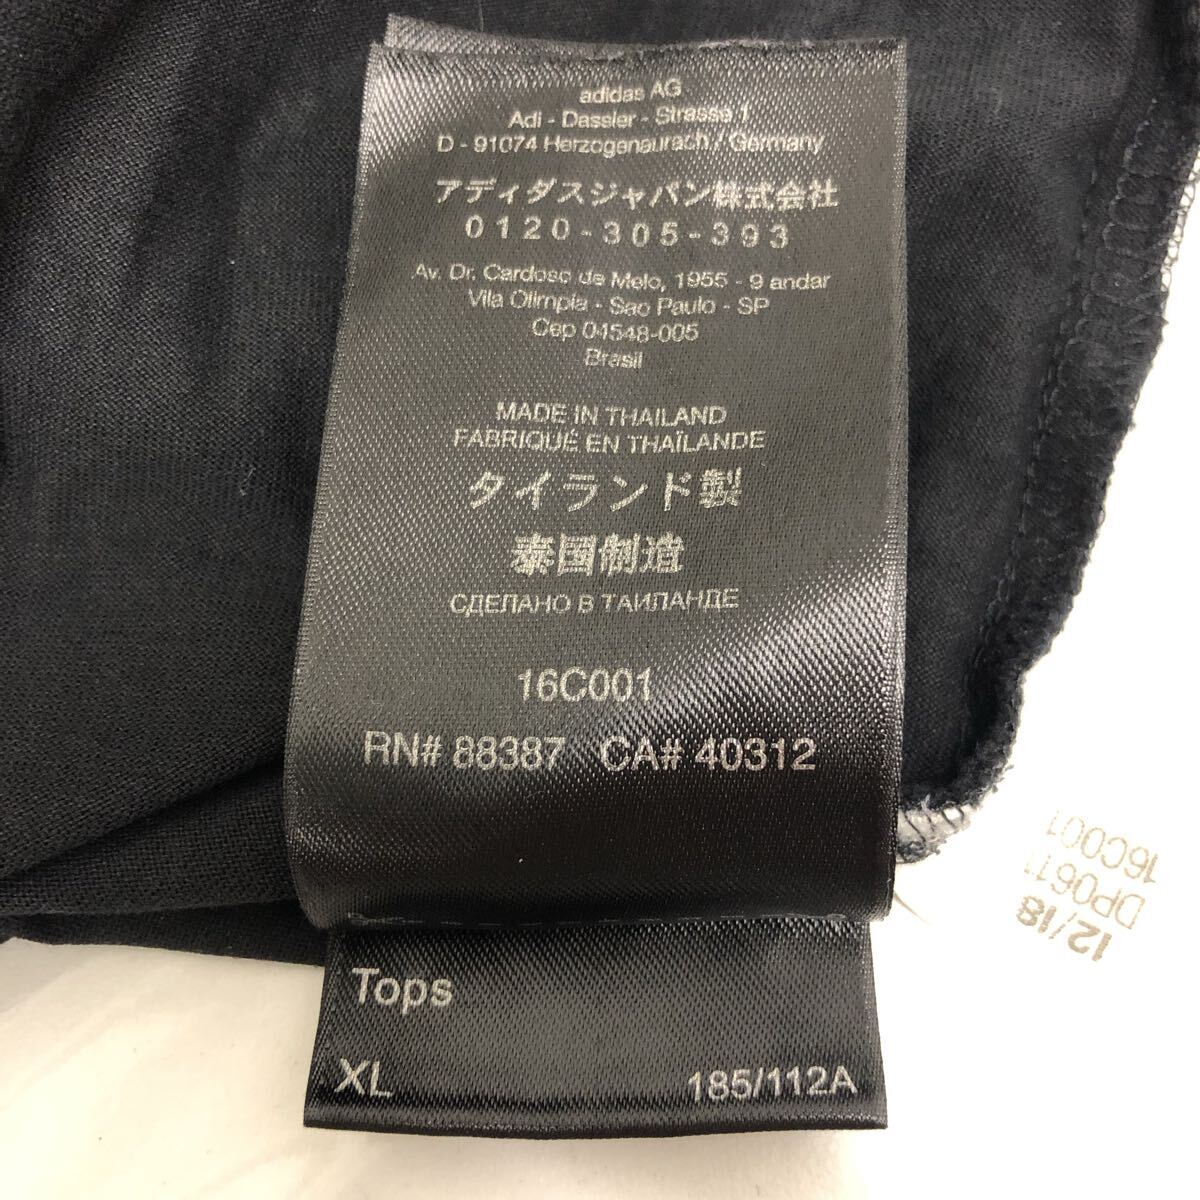 adidas AG
Adi - Dassler - Strasse 1
D - 91074 Herzogenaurach / Germany
アディダスジャパン株式会社
0120-305-393
Av. Dr. Cardoso de Melo, 1955 - 9 andar
Vila Olimpia - Sao Paulo - SP
Cep 04548-005
Brasil
MADE IN THAILAND
FABRIQUÉ EN THAÏLANDE
タイランド製
泰国制造
СДЕЛАНО В ТАИЛАНДЕ
16C001
RN# 88387 CA# 40312
Tops
XL 185/112A
12/18
DP0611
16C001